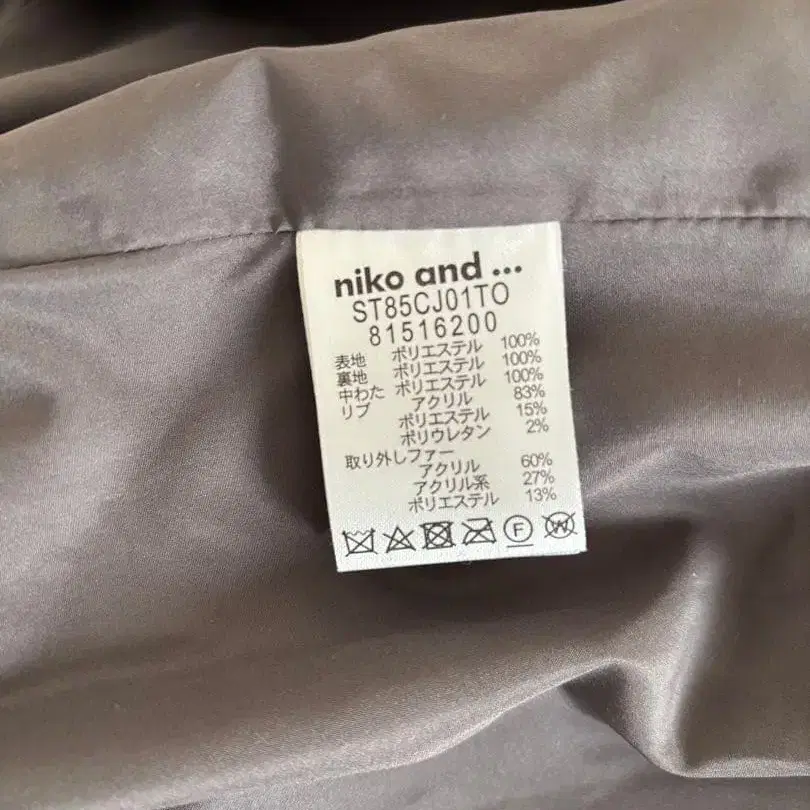 niko and ...
ST85CJ01TO
81516200
表地 ポリエステル 100%
裏地 ポリエステル 100%
中わた ポリエステル 100%
リブ アクリル 83%
ポリエステル 15%
ポリウレタン 2%
取り外しファー
アクリル 60%
アクリル系 27%
ポリエステル 13%
F W